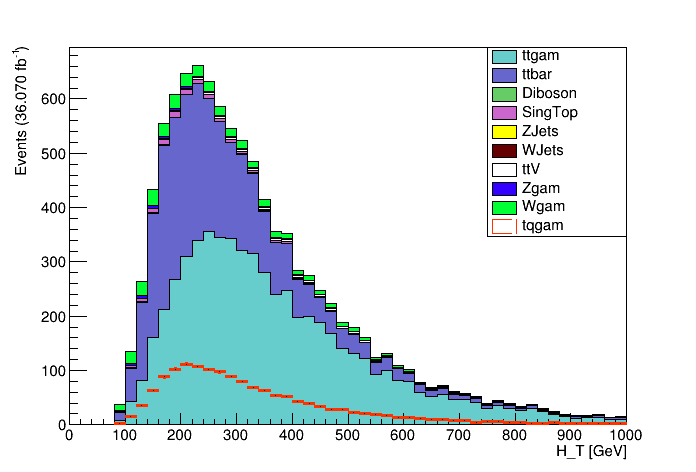 Events (36.070 fb⁻¹)
600
500
400
300
200
100
0
ttgam
ttbar
Diboson
SingTop
ZJets
WJets
ttV
Zgam
Wgam
tqgam
0 100 200 300 400 500 600 700 800 900 1000
H_T [GeV]